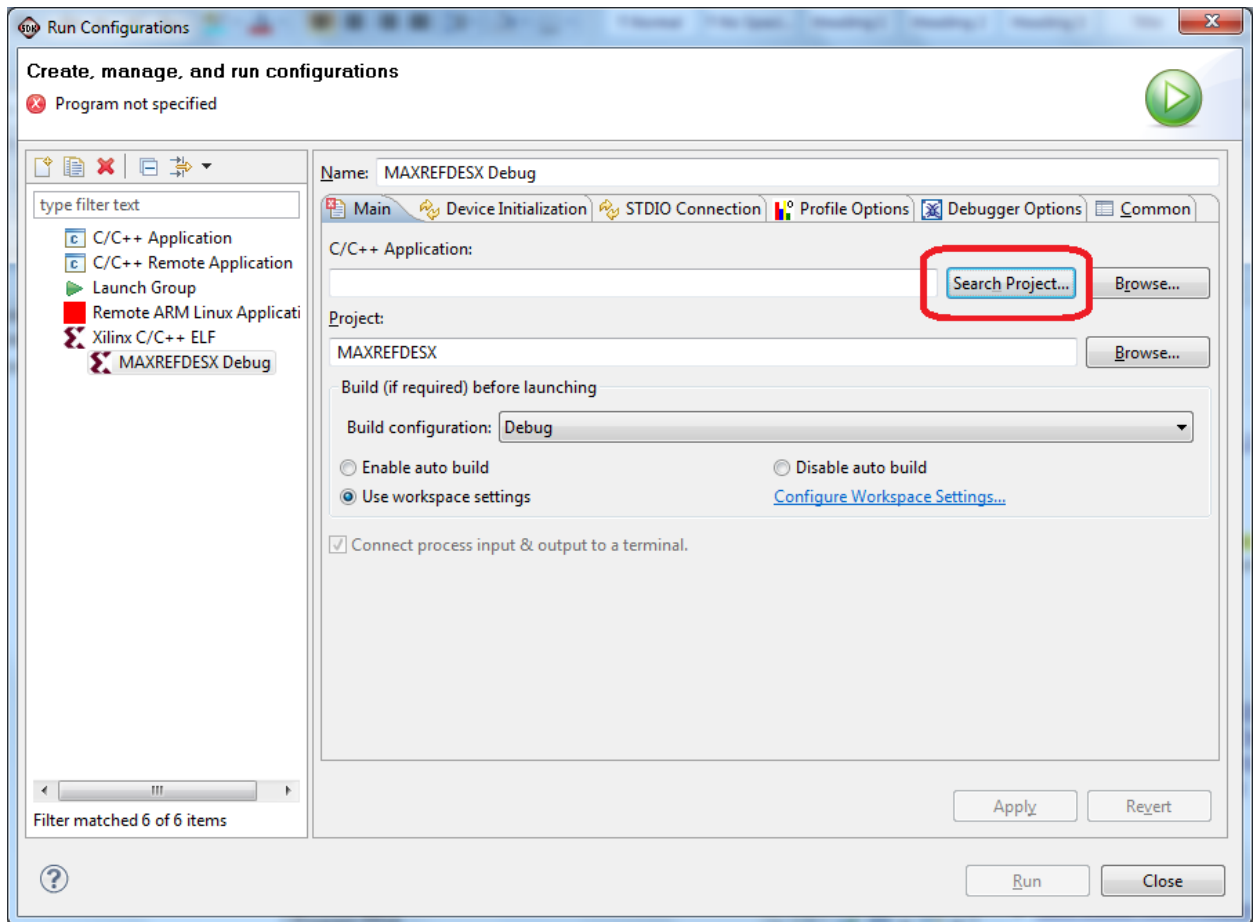 SDK Run Configurations
Create, manage, and run configurations
Program not specified
type filter text
C/C++ Application
C/C++ Remote Application
Launch Group
Remote ARM Linux Applicati
Xilinx C/C++ ELF
MAXREFDESX Debug
Filter matched 6 of 6 items
Name: MAXREFDESX Debug
Main Device Initialization STDIO Connection Profile Options Debugger Options Common
C/C++ Application:
Search Project... Browse...
Project:
MAXREFDESX Browse...
Build (if required) before launching
Build configuration: Debug
Enable auto build Disable auto build
Use workspace settings Configure Workspace Settings...
Connect process input & output to a terminal.
Apply Revert
Run Close